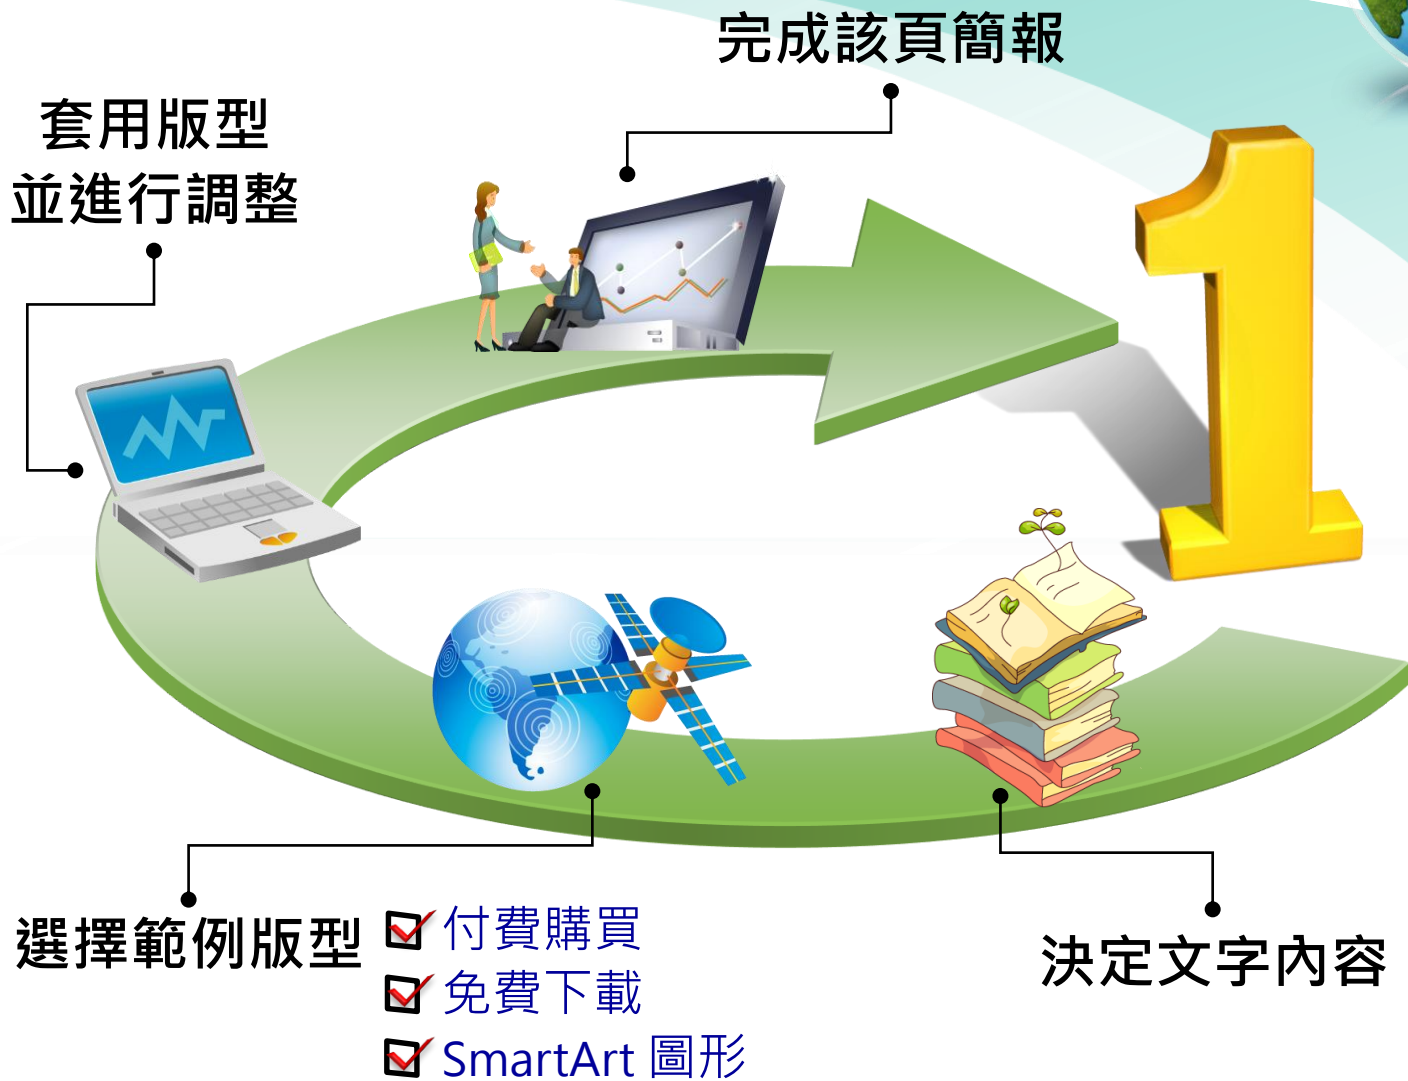 完成該頁簡報
套用版型
並進行調整
1
選擇範例版型
付費購買
免費下載
SmartArt 圖形
決定文字內容